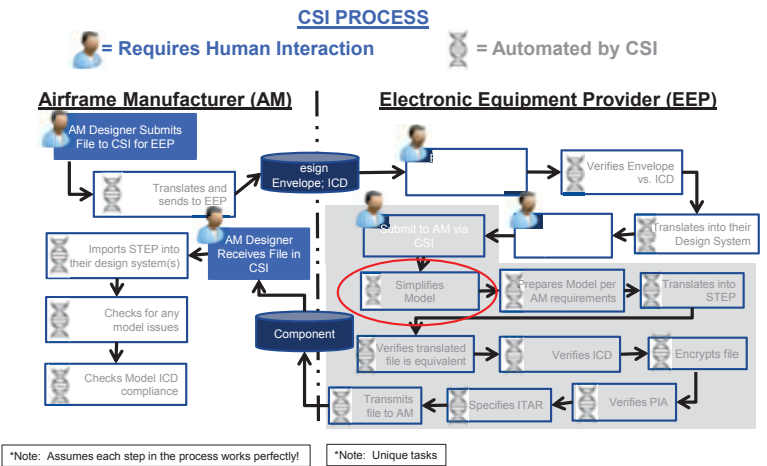 CSI PROCESS
= Requires Human Interaction
= Automated by CSI
Airframe Manufacturer (AM)
Electronic Equipment Provider (EEP)
AM Designer Submits
File to CSI for EEP
Translates and
sends to EEP
esign
Envelope; ICD
Verifies Envelope
vs. ICD
Translates into their
Design System
Submit to AM via
CSI
Simplifies
Model
Prepares Model per
AM requirements
Translates into
STEP
Verifies translated
file is equivalent
Verifies ICD
Encrypts file
Verifies PIA
Specifies ITAR
Transmits
file to AM
Component
AM Designer
Receives File in
CSI
Imports STEP into
their design system(s)
Checks for any
model issues
Checks Model ICD
compliance
*Note: Assumes each step in the process works perfectly!
*Note: Unique tasks